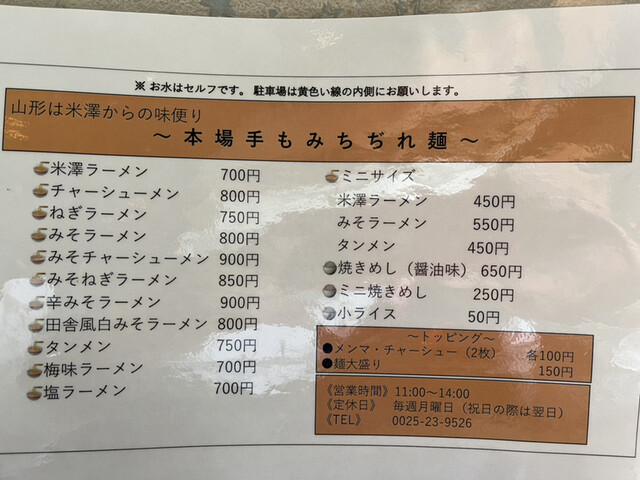 ※ お水はセルフです。 駐車場は黄色い線の内側にお願いします。
山形は米澤からの味便り
～本場手もみちぢれ麺～
米澤ラーメン 700円
チャーシューメン 800円
ねぎラーメン 750円
みそラーメン 800円
みそチャーシューメン 900円
みそねぎラーメン 850円
辛みそラーメン 900円
田舎風白みそラーメン 800円
タンメン 750円
梅味ラーメン 700円
塩ラーメン 700円
ミニサイズ
米澤ラーメン 450円
みそラーメン 550円
タンメン 450円
焼きめし（醤油味） 650円
ミニ焼きめし 250円
小ライス 50円
～トッピング～
●メンマ・チャーシュー（2枚） 各100円
●麺大盛り 150円
《営業時間》 11:00～14:00
《定休日》 毎週月曜日（祝日の際は翌日）
《TEL》 0025-23-9526